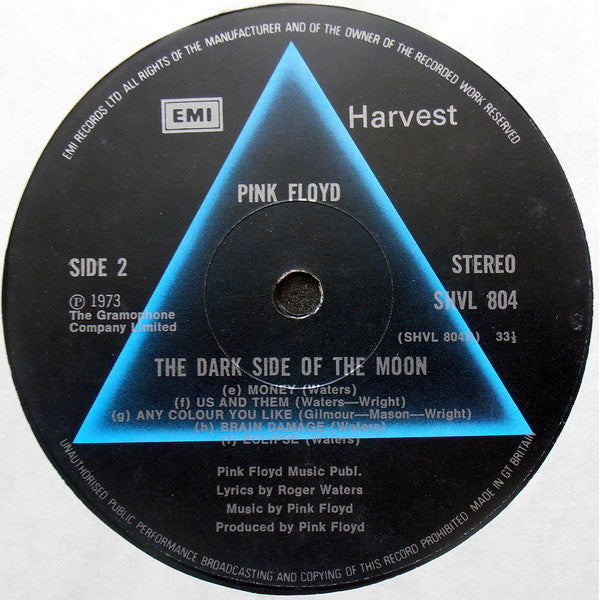 EMI RECORDS LTD ALL RIGHTS OF THE MANUFACTURER AND OF THE OWNER OF THE RECORDED WORK RESERVED
EMI Harvest
PINK FLOYD
SIDE 2 STEREO
℗ 1973 SHVL 804
The Gramophone
Company Limited
(SHVL 804B) 33⅓
THE DARK SIDE OF THE MOON
(e) MONEY (Waters)
(f) US AND THEM (Waters—Wright)
(g) ANY COLOUR YOU LIKE (Gilmour—Mason—Wright)
(h) BRAIN DAMAGE (Waters)
(i) ECLIPSE (Waters)
Pink Floyd Music Publ.
Lyrics by Roger Waters
Music by Pink Floyd
Produced by Pink Floyd
UNAUTHORISED PUBLIC PERFORMANCE BROADCASTING AND COPYING OF THIS RECORD PROHIBITED MADE IN GT BRITAIN